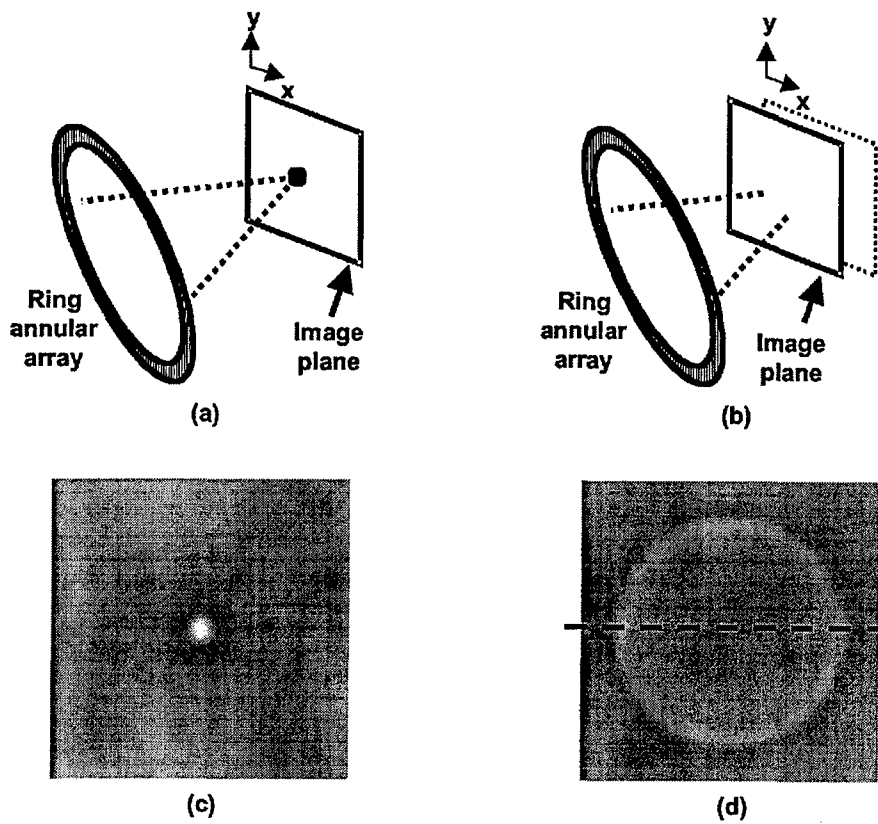 y
x
Ring
annular
array
Image
plane
(a)
y
x
Ring
annular
array
Image
plane
(b)
(c)
(d)